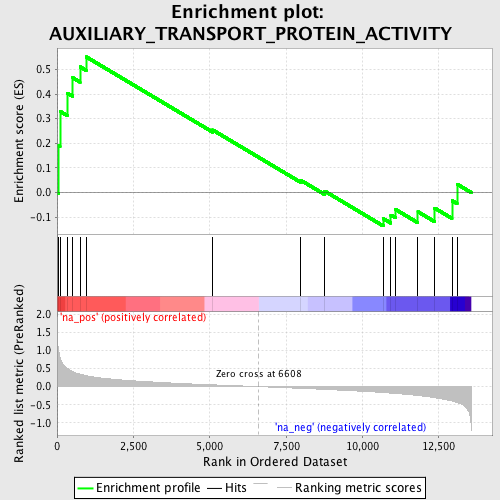 Enrichment plot:
AUXILIARY_TRANSPORT_PROTEIN_ACTIVITY
Enrichment score (ES)
0.5
0.4
0.3
0.2
0.1
0.0
-0.1
'na_pos' (positively correlated)
Ranked list metric (PreRanked)
2.0
1.5
1.0
0.5
0.0
-0.5
-1.0
Zero cross at 6608
'na_neg' (negatively correlated)
0 2,500 5,000 7,500 10,000 12,500
Rank in Ordered Dataset
Enrichment profile Hits Ranking metric scores